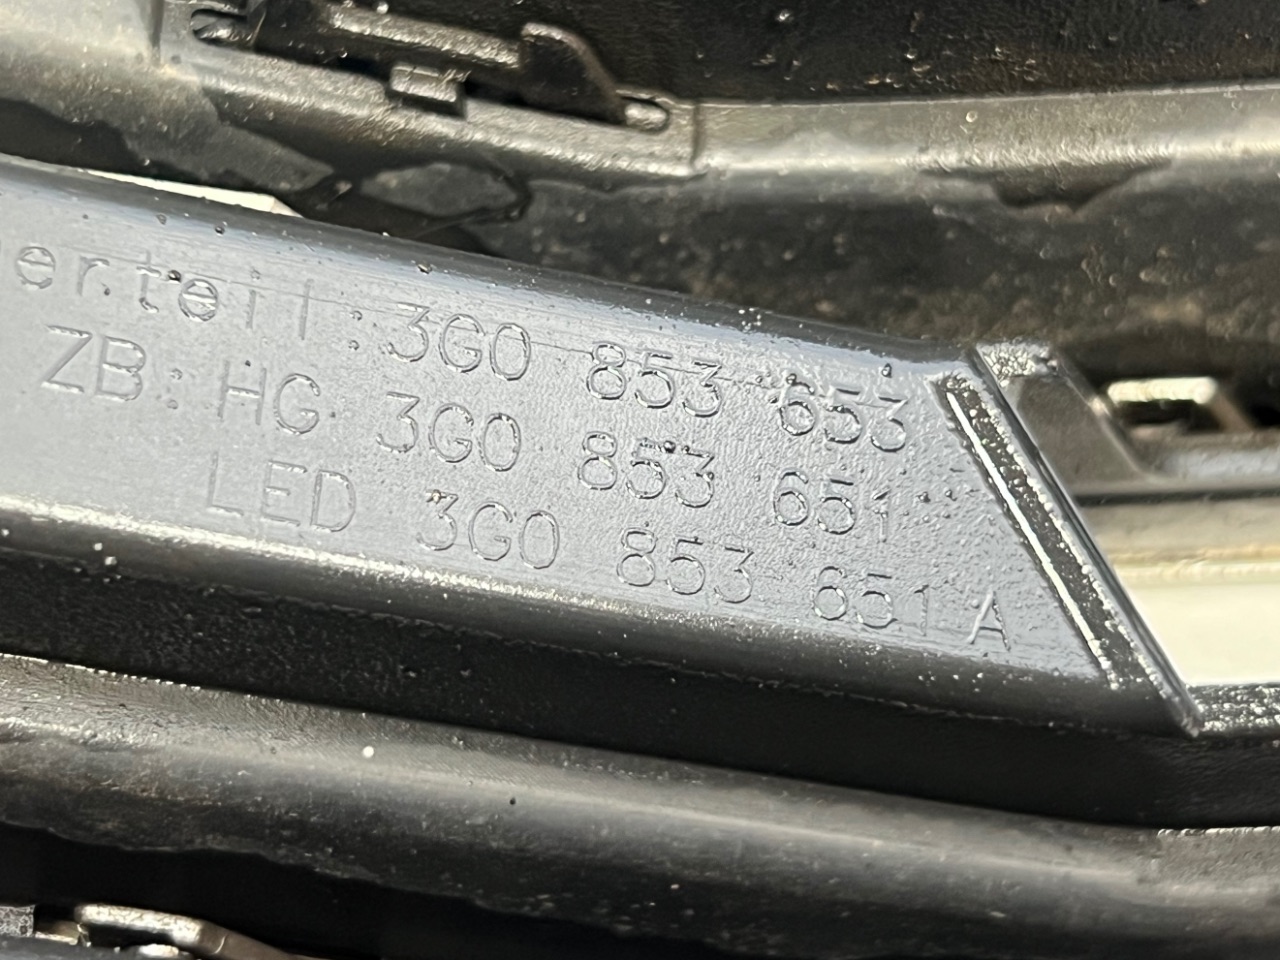 erteil: 3G0 853 653
ZB: HG 3G0 853 651
LED 3G0 853 651 A